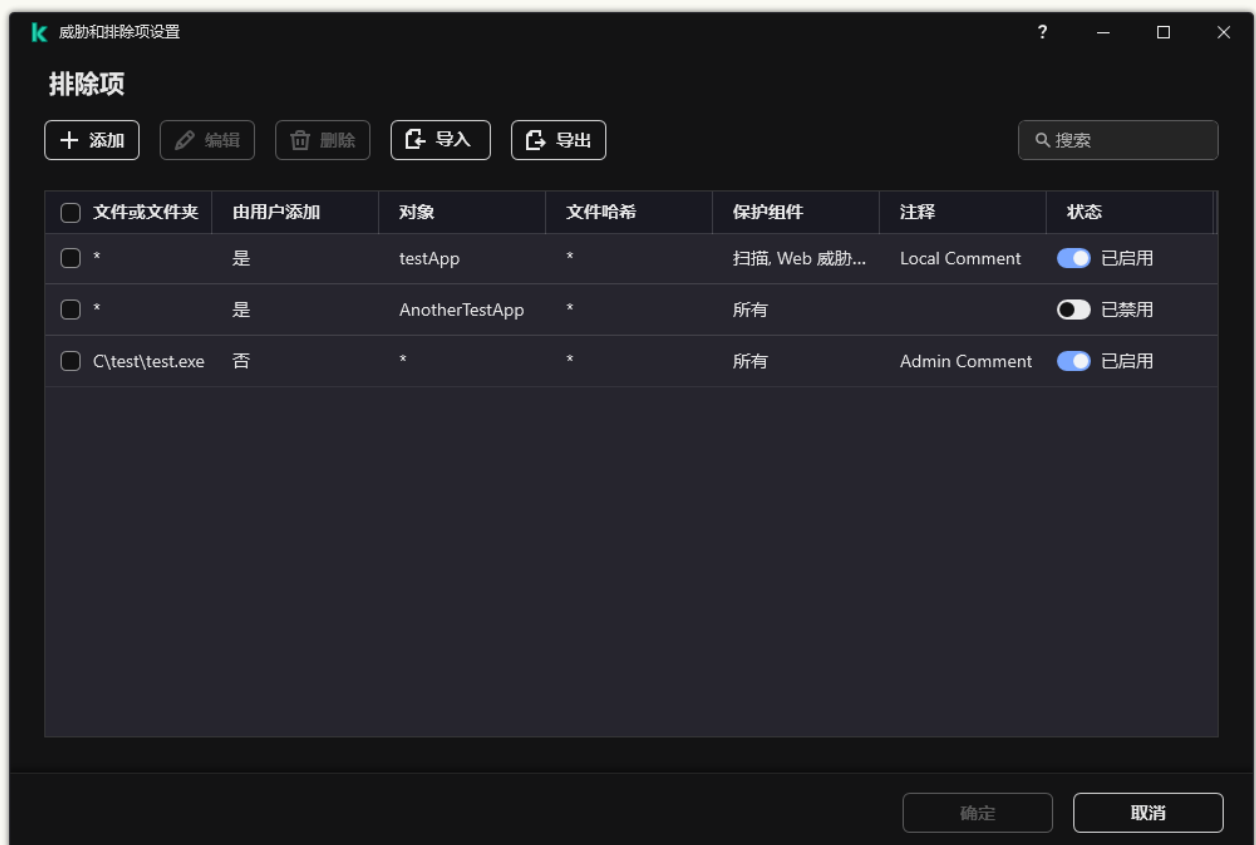 威胁和排除项设置
排除项
添加 编辑 删除 导入 导出 搜索
文件或文件夹 由用户添加 对象 文件哈希 保护组件 注释 状态
* 是 testApp * 扫描, Web 威胁... Local Comment 已启用
* 是 AnotherTestApp * 所有 已禁用
C\test\test.exe 否 * * 所有 Admin Comment 已启用
确定 取消